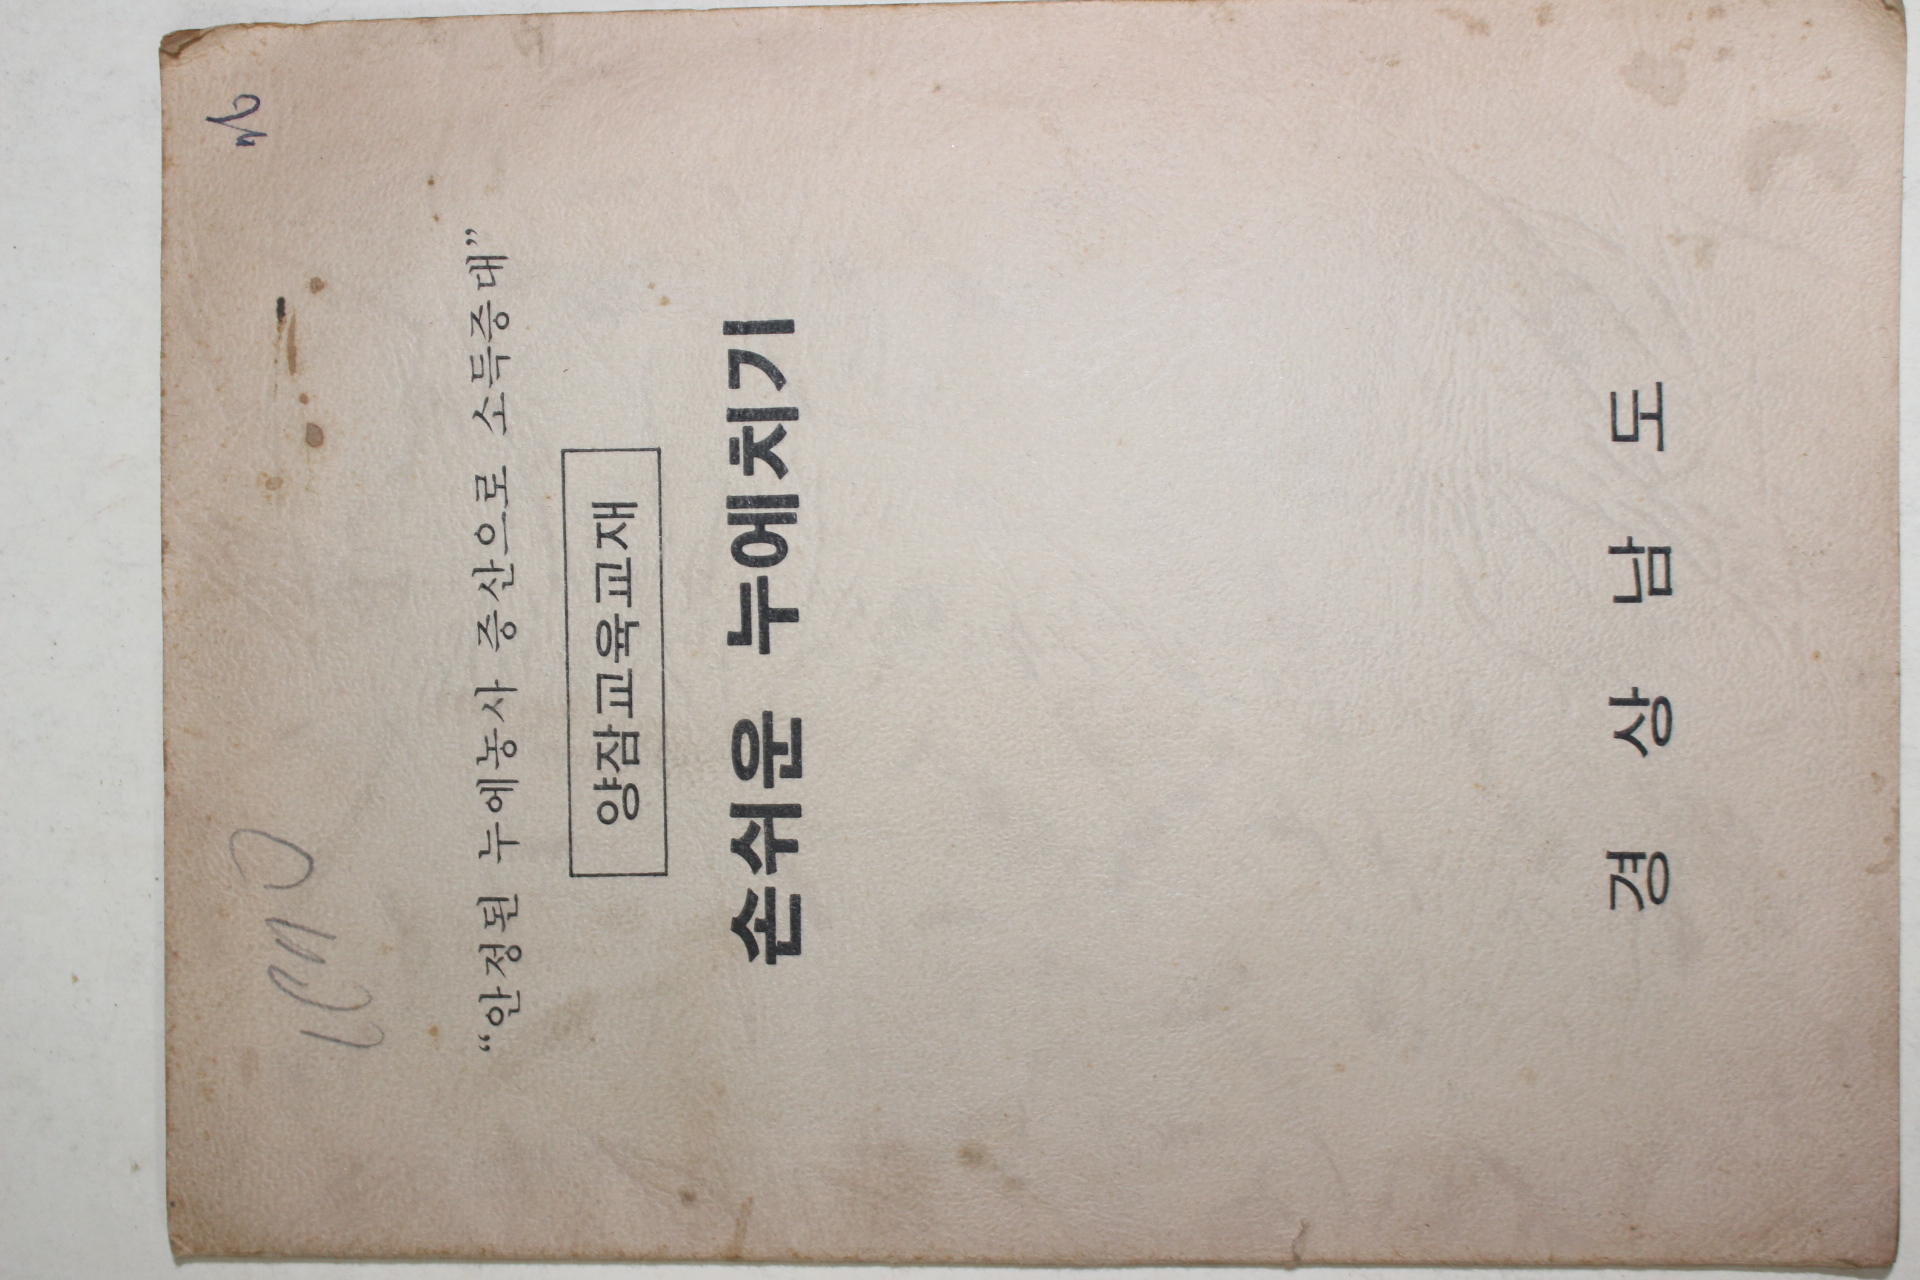 “안정된 누에농사 증산으로 소득증대”
양잠교육교재
손쉬운 누에치기
경상남도